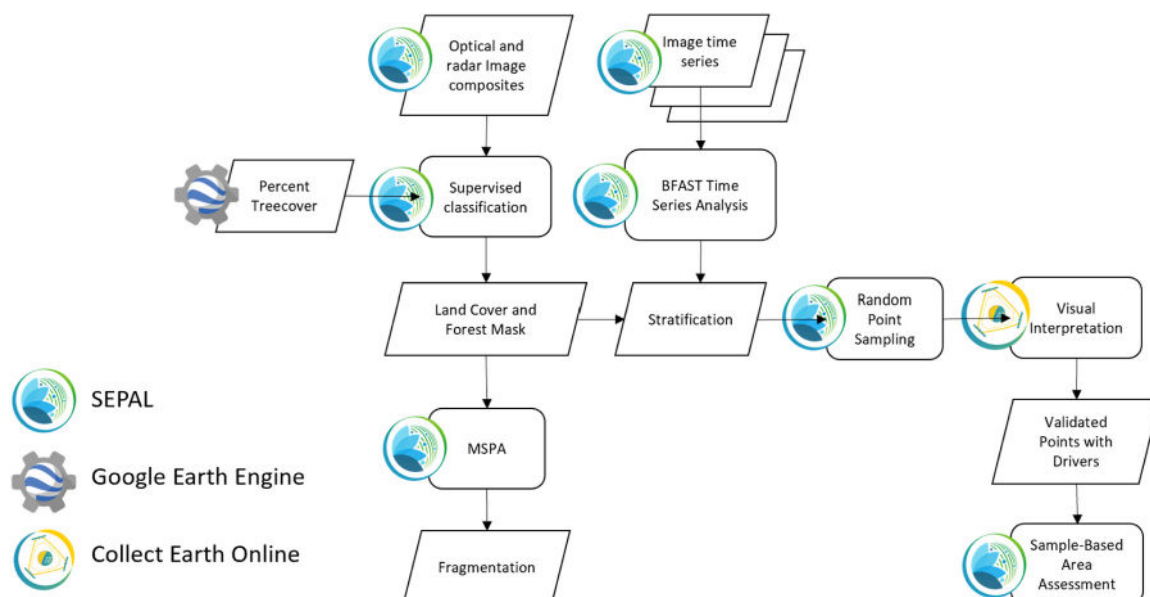 Optical and
radar Image
composites
Image time
series
Percent
Treecover
Supervised
classification
BFAST Time
Series Analysis
Land Cover and
Forest Mask
Stratification
Random
Point
Sampling
Visual
Interpretation
SEPAL
MSPA
Validated
Points with
Drivers
Google Earth Engine
Collect Earth Online
Fragmentation
Sample-Based
Area
Assessment